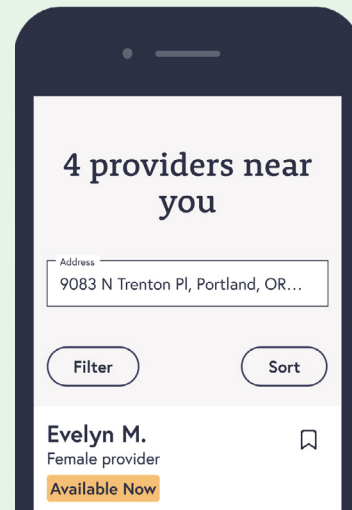 4 providers near
you
Address
9083 N Trenton Pl, Portland, OR...
Filter
Sort
Evelyn M.
Female provider
Available Now